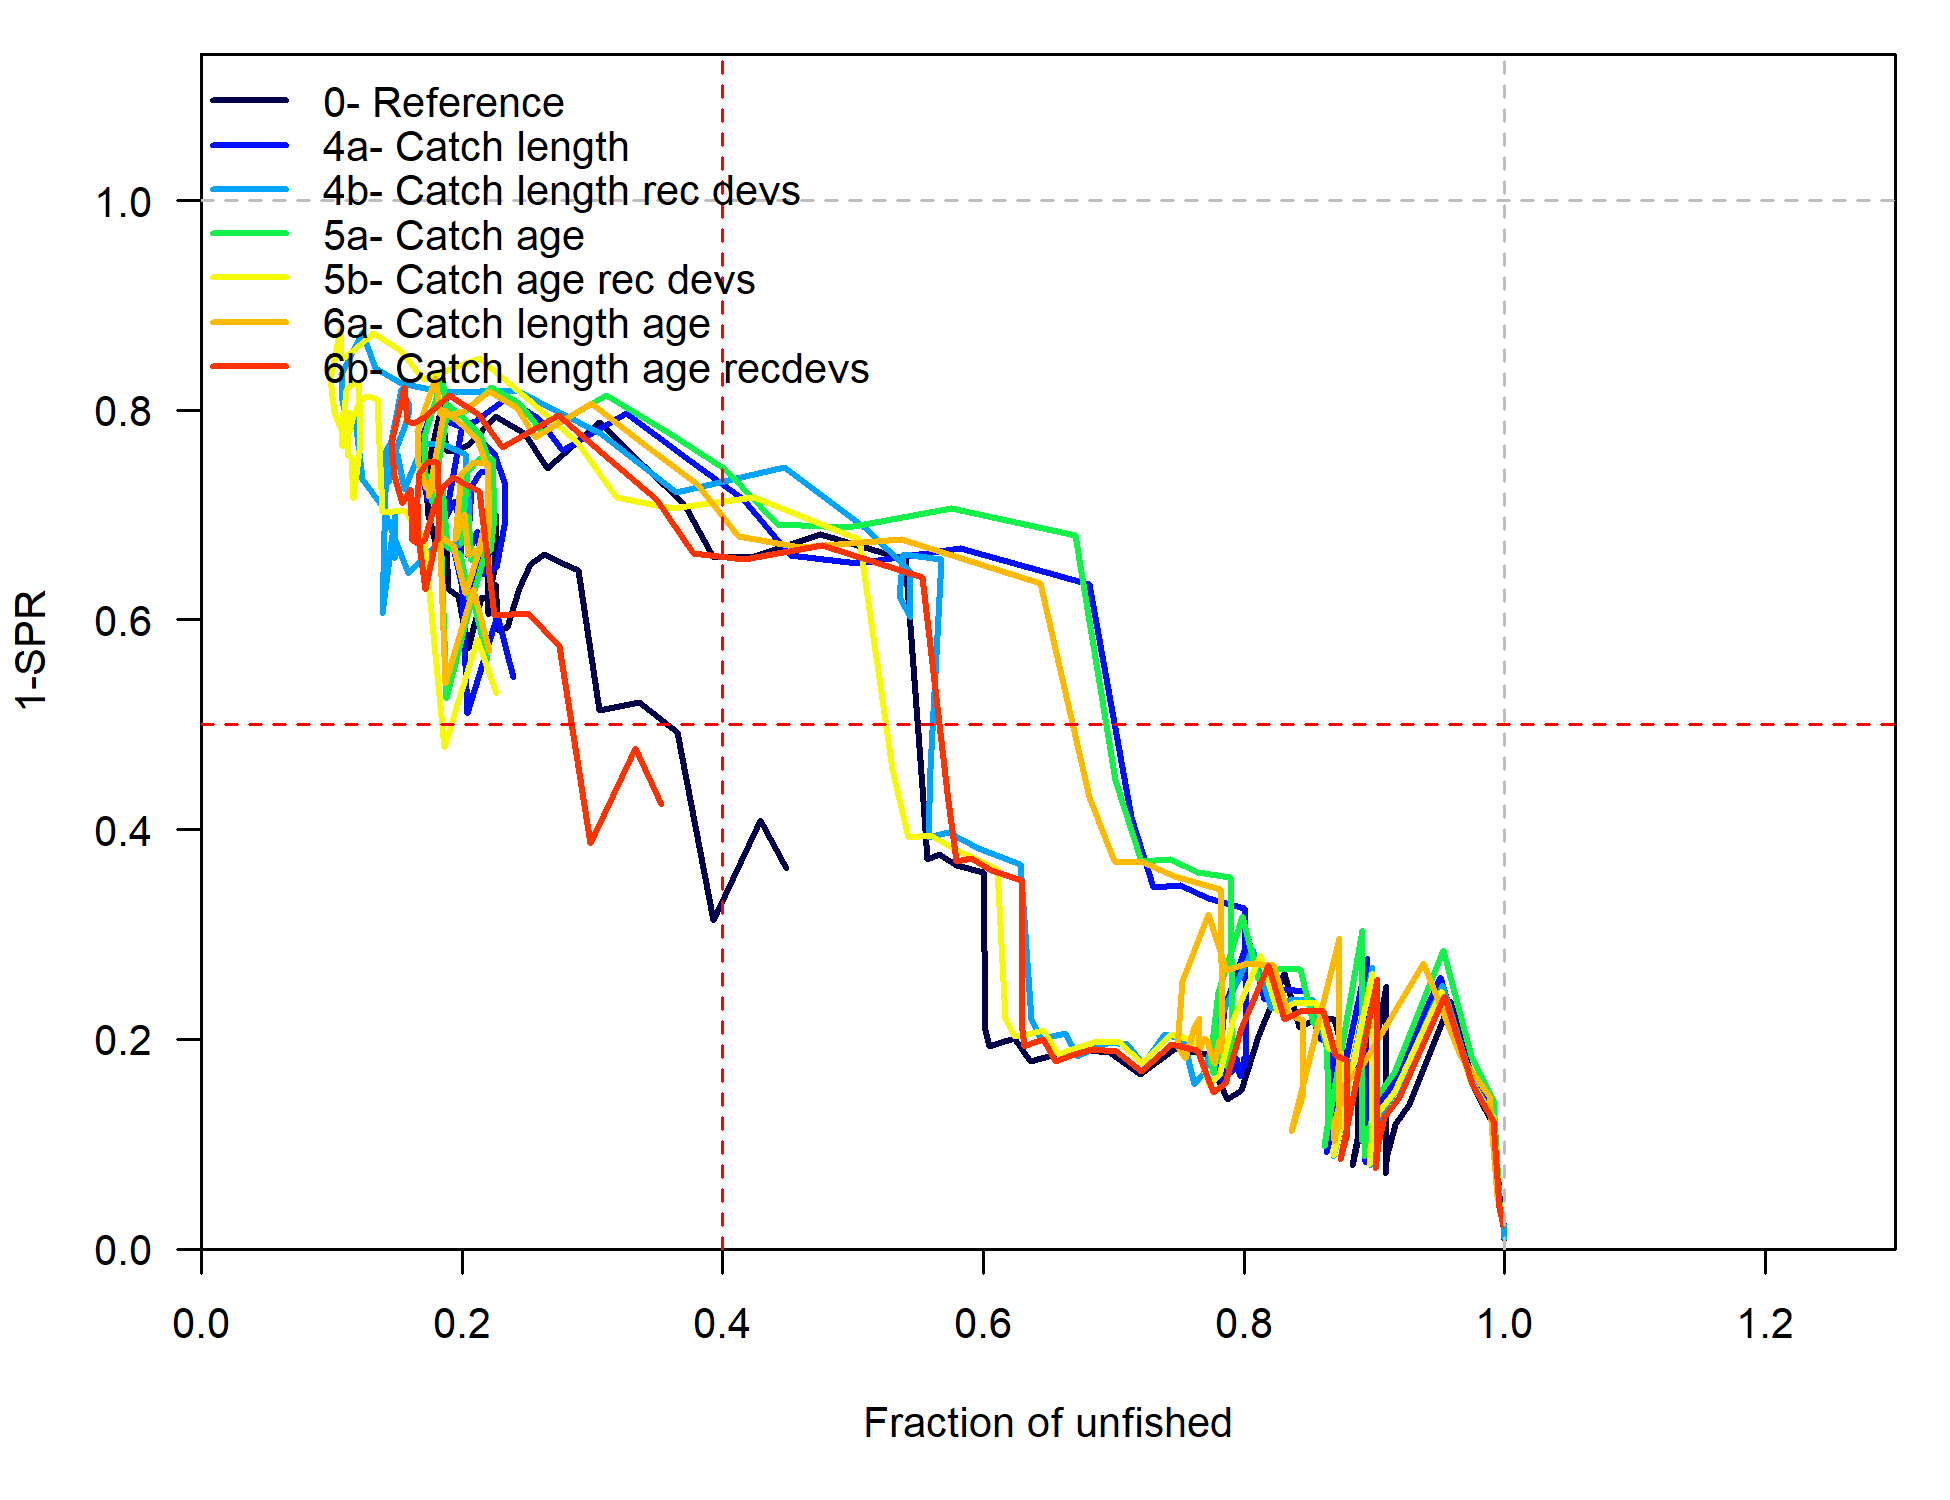 0- Reference
4a- Catch length
4b- Catch length rec devs
5a- Catch age
5b- Catch age rec devs
6a- Catch length age
6b- Catch length age recdevs
1-SPR
1.0
0.8
0.6
0.4
0.2
0.0
0.0 0.2 0.4 0.6 0.8 1.0 1.2
Fraction of unfished